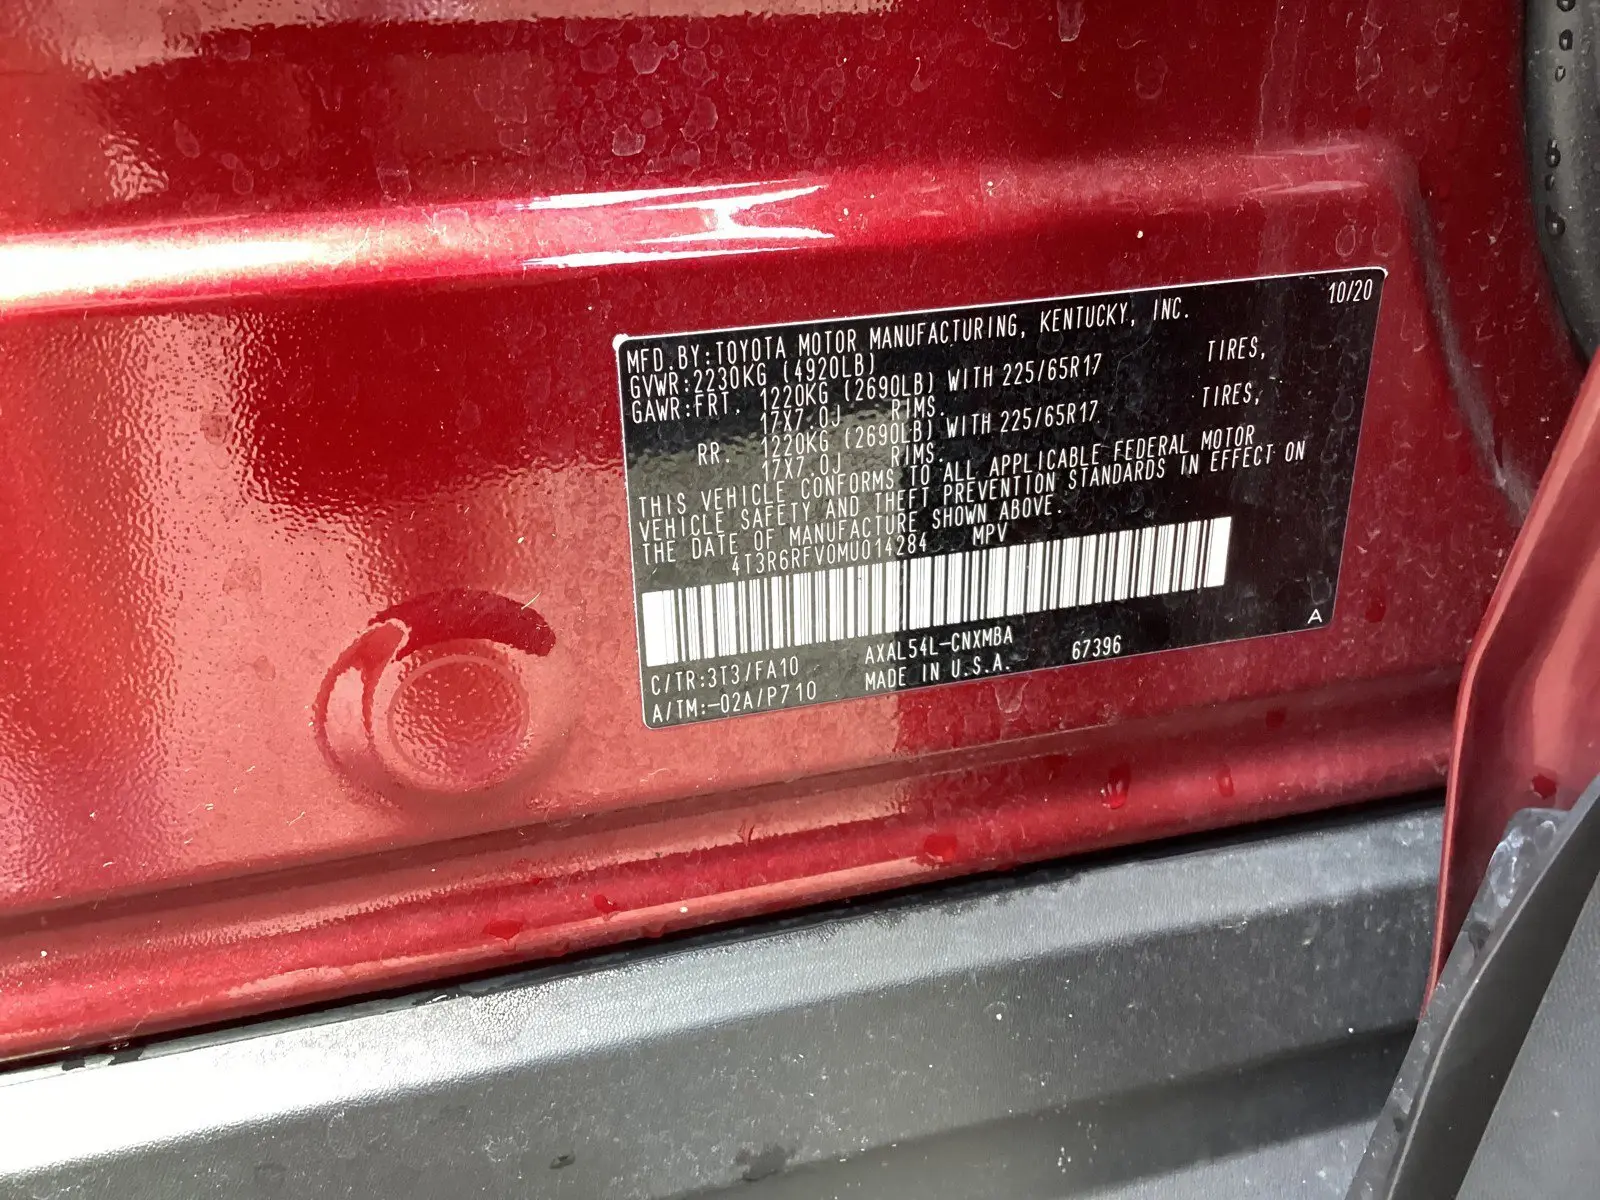 10/20
MFD.BY:TOYOTA MOTOR MANUFACTURING, KENTUCKY, INC.
GVWR:2230KG (4920LB)
GAWR:FRT. 1220KG (2690LB) WITH 225/65R17 TIRES,
17X7.0J RIMS.
RR. 1220KG (2690LB) WITH 225/65R17 TIRES,
17X7.0J RIMS.
THIS VEHICLE CONFORMS TO ALL APPLICABLE FEDERAL MOTOR
VEHICLE SAFETY AND THEFT PREVENTION STANDARDS IN EFFECT ON
THE DATE OF MANUFACTURE SHOWN ABOVE.
4T3R6RFV0MU014284 MPV
C/TR:3T3/FA10 AXAL54L-CNXMBA 67396 A
A/TM:-02A/P710 MADE IN U.S.A.